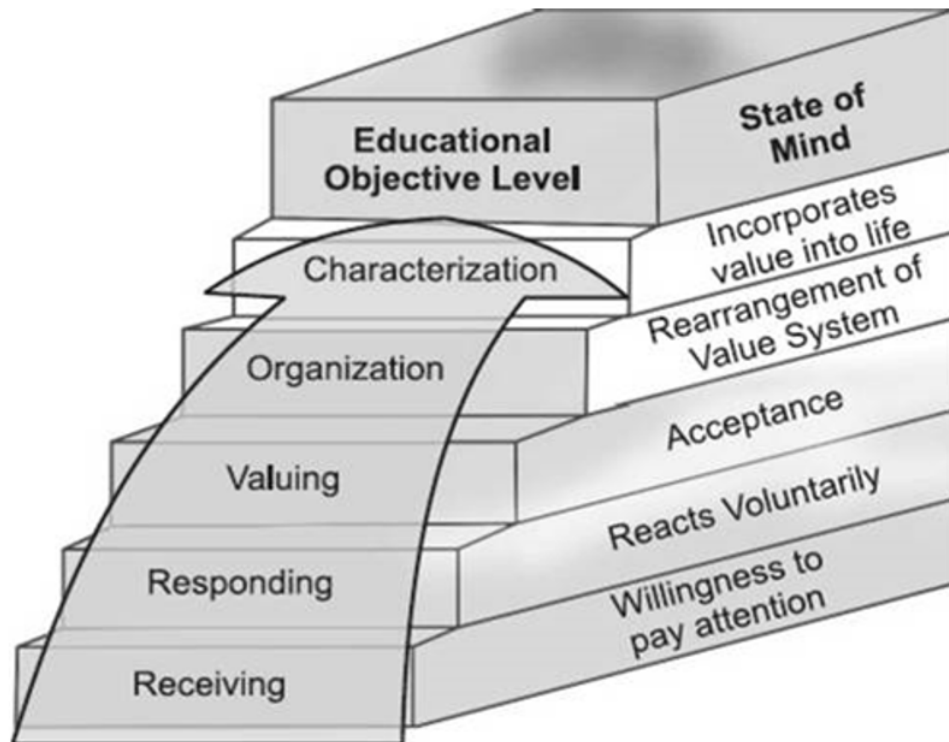 Educational
Objective Level
State of
Mind
Characterization
Incorporates
value into life
Organization
Rearrangement of
Value System
Valuing
Acceptance
Responding
Reacts Voluntarily
Receiving
Willingness to
pay attention